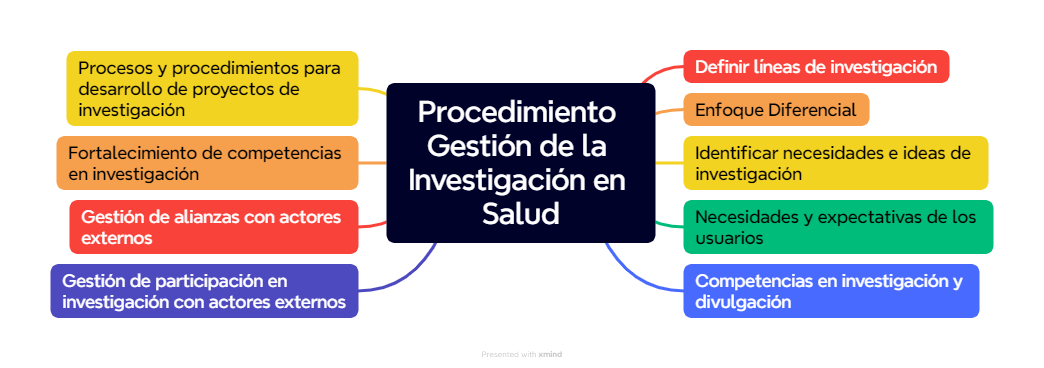 Procedimiento
Gestión de la
Investigación en
Salud
Definir líneas de investigación
Enfoque Diferencial
Identificar necesidades e ideas de
investigación
Necesidades y expectativas de los
usuarios
Competencias en investigación y
divulgación
Procesos y procedimientos para
desarrollo de proyectos de
investigación
Fortalecimiento de competencias
en investigación
Gestión de alianzas con actores
externos
Gestión de participación en
investigación con actores externos
Presented with xmind